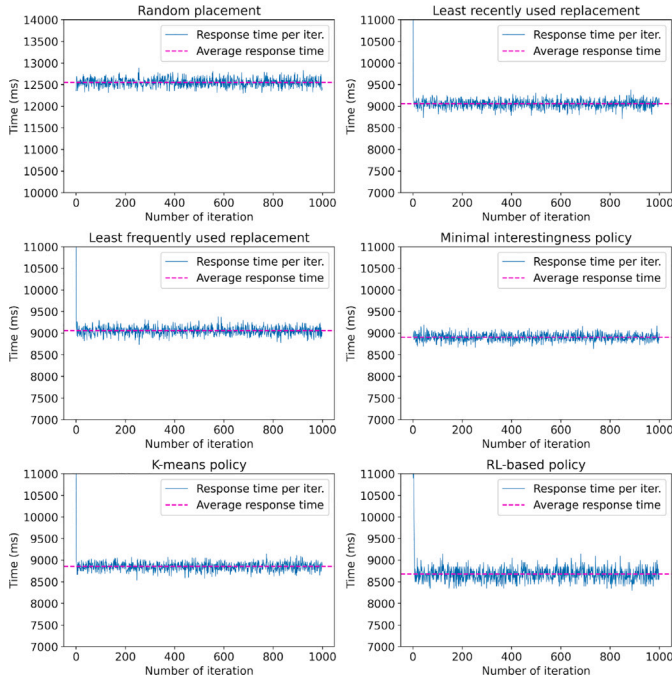 Random placement
14000
13500
13000
12500
12000
11500
11000
10500
10000
Time (ms)
Response time per iter.
Average response time
0 200 400 600 800 1000
Number of iteration
Least recently used replacement
11000
10500
10000
9500
9000
8500
8000
7500
7000
Time (ms)
Response time per iter.
Average response time
0 200 400 600 800 1000
Number of iteration
Least frequently used replacement
11000
10500
10000
9500
9000
8500
8000
7500
7000
Time (ms)
Response time per iter.
Average response time
0 200 400 600 800 1000
Number of iteration
Minimal interestingness policy
11000
10500
10000
9500
9000
8500
8000
7500
7000
Time (ms)
Response time per iter.
Average response time
0 200 400 600 800 1000
Number of iteration
K-means policy
11000
10500
10000
9500
9000
8500
8000
7500
7000
Time (ms)
Response time per iter.
Average response time
0 200 400 600 800 1000
Number of iteration
RL-based policy
11000
10500
10000
9500
9000
8500
8000
7500
7000
Time (ms)
Response time per iter.
Average response time
0 200 400 600 800 1000
Number of iteration